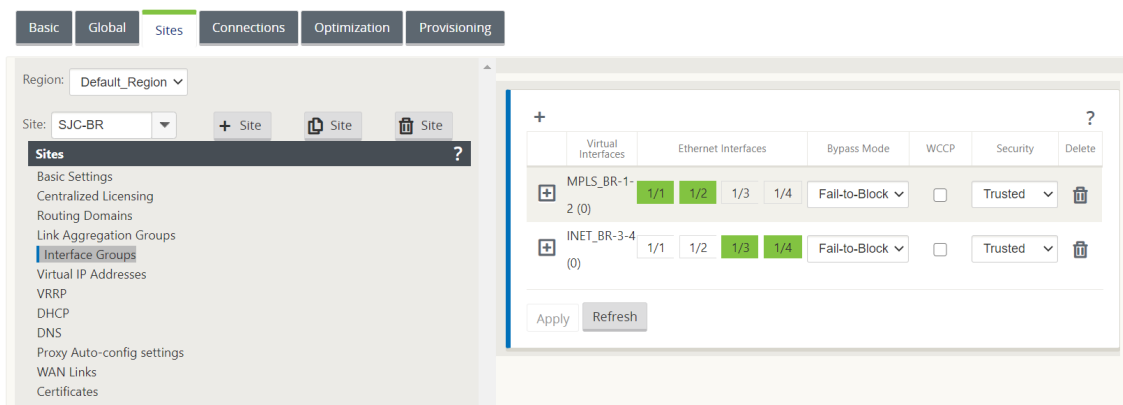 Basic Global Sites Connections Optimization Provisioning
Region: Default_Region
Site: SJC-BR + Site Site Site
Sites ?
Basic Settings
Centralized Licensing
Routing Domains
Link Aggregation Groups
Interface Groups
Virtual IP Addresses
VRRP
DHCP
DNS
Proxy Auto-config settings
WAN Links
Certificates
+ ?
Virtual
Interfaces Ethernet Interfaces Bypass Mode WCCP Security Delete
MPLS_BR-1-
2 (0) 1/1 1/2 1/3 1/4 Fail-to-Block Trusted
INET_BR-3-4
(0) 1/1 1/2 1/3 1/4 Fail-to-Block Trusted
Apply Refresh